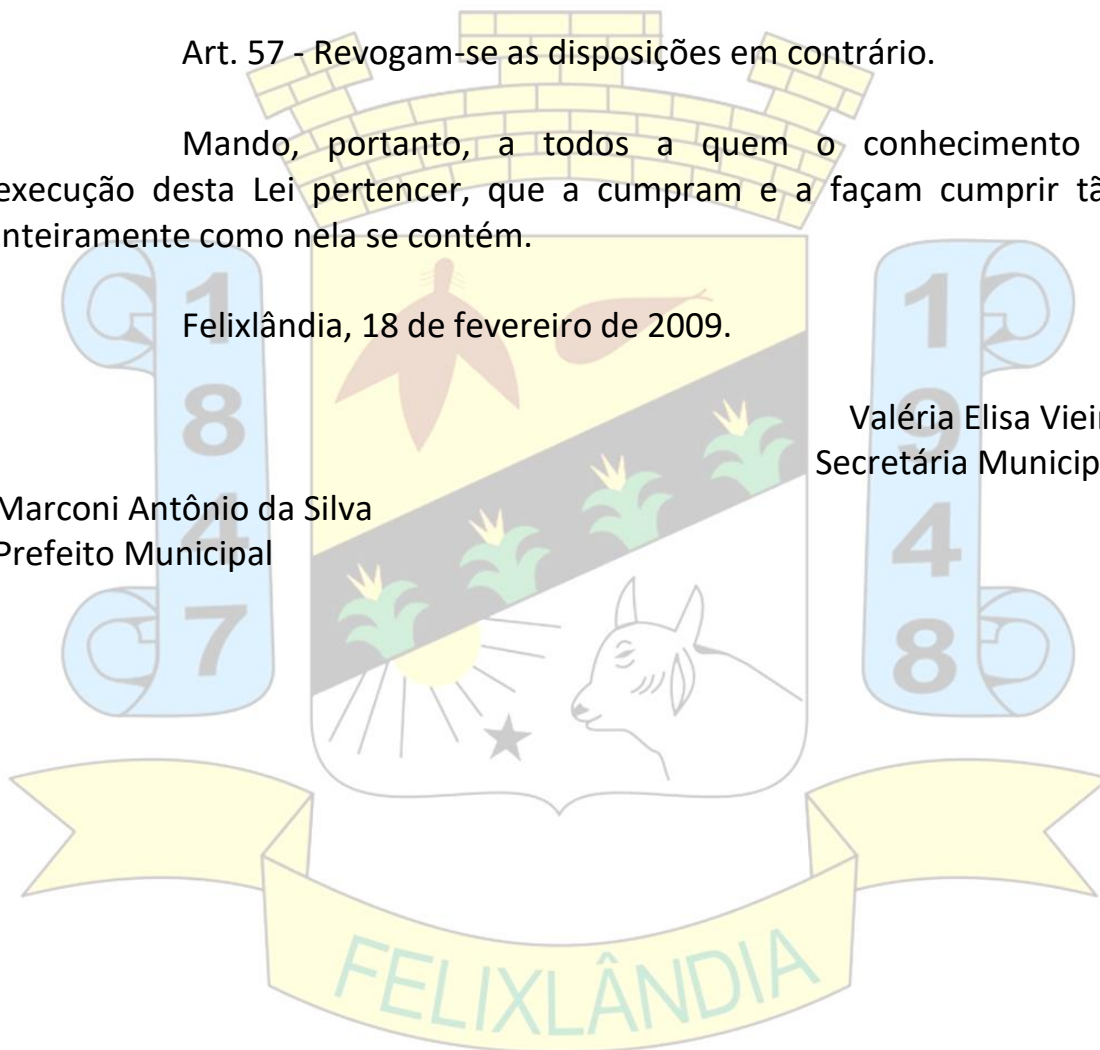 Art. 57 - Revogam-se as disposições em contrário.
Mando, portanto, a todos a quem o conhecimento
execução desta Lei pertencer, que a cumpram e a façam cumprir tã
nteiramente como nela se contém.
Felixlândia, 18 de fevereiro de 2009.
Valéria Elisa Viei
Secretária Municip
Marconi Antônio da Silva
Prefeito Municipal
1
8
4
7
1
9
4
8
FELIXLÂNDIA